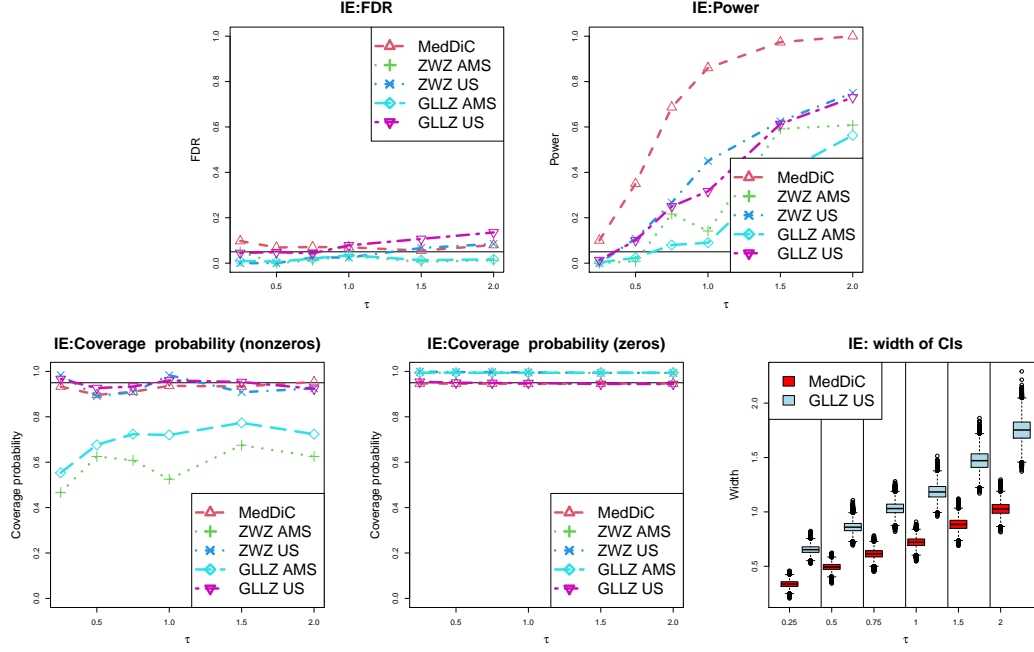 IE:FDR
FDR
1.0
0.8
0.6
0.4
0.2
0.0
MedDiC
ZWZ AMS
ZWZ US
GLLZ AMS
GLLZ US
0.5
1.0
1.5
2.0
τ
IE:Power
Power
1.0
0.8
0.6
0.4
0.2
0.0
MedDiC
ZWZ AMS
ZWZ US
GLLZ AMS
GLLZ US
0.5
1.0
1.5
2.0
τ
IE:Coverage probability (nonzeros)
Coverage probability
1.0
0.8
0.6
0.4
0.2
0.0
MedDiC
ZWZ AMS
ZWZ US
GLLZ AMS
GLLZ US
0.5
1.0
1.5
2.0
τ
IE:Coverage probability (zeros)
Coverage probability
1.0
0.8
0.6
0.4
0.2
0.0
MedDiC
ZWZ AMS
ZWZ US
GLLZ AMS
GLLZ US
0.5
1.0
1.5
2.0
τ
IE: width of CIs
Width
2.0
1.5
1.0
0.5
MedDiC
GLLZ US
0.25
0.5
0.75
1
1.5
2
τ